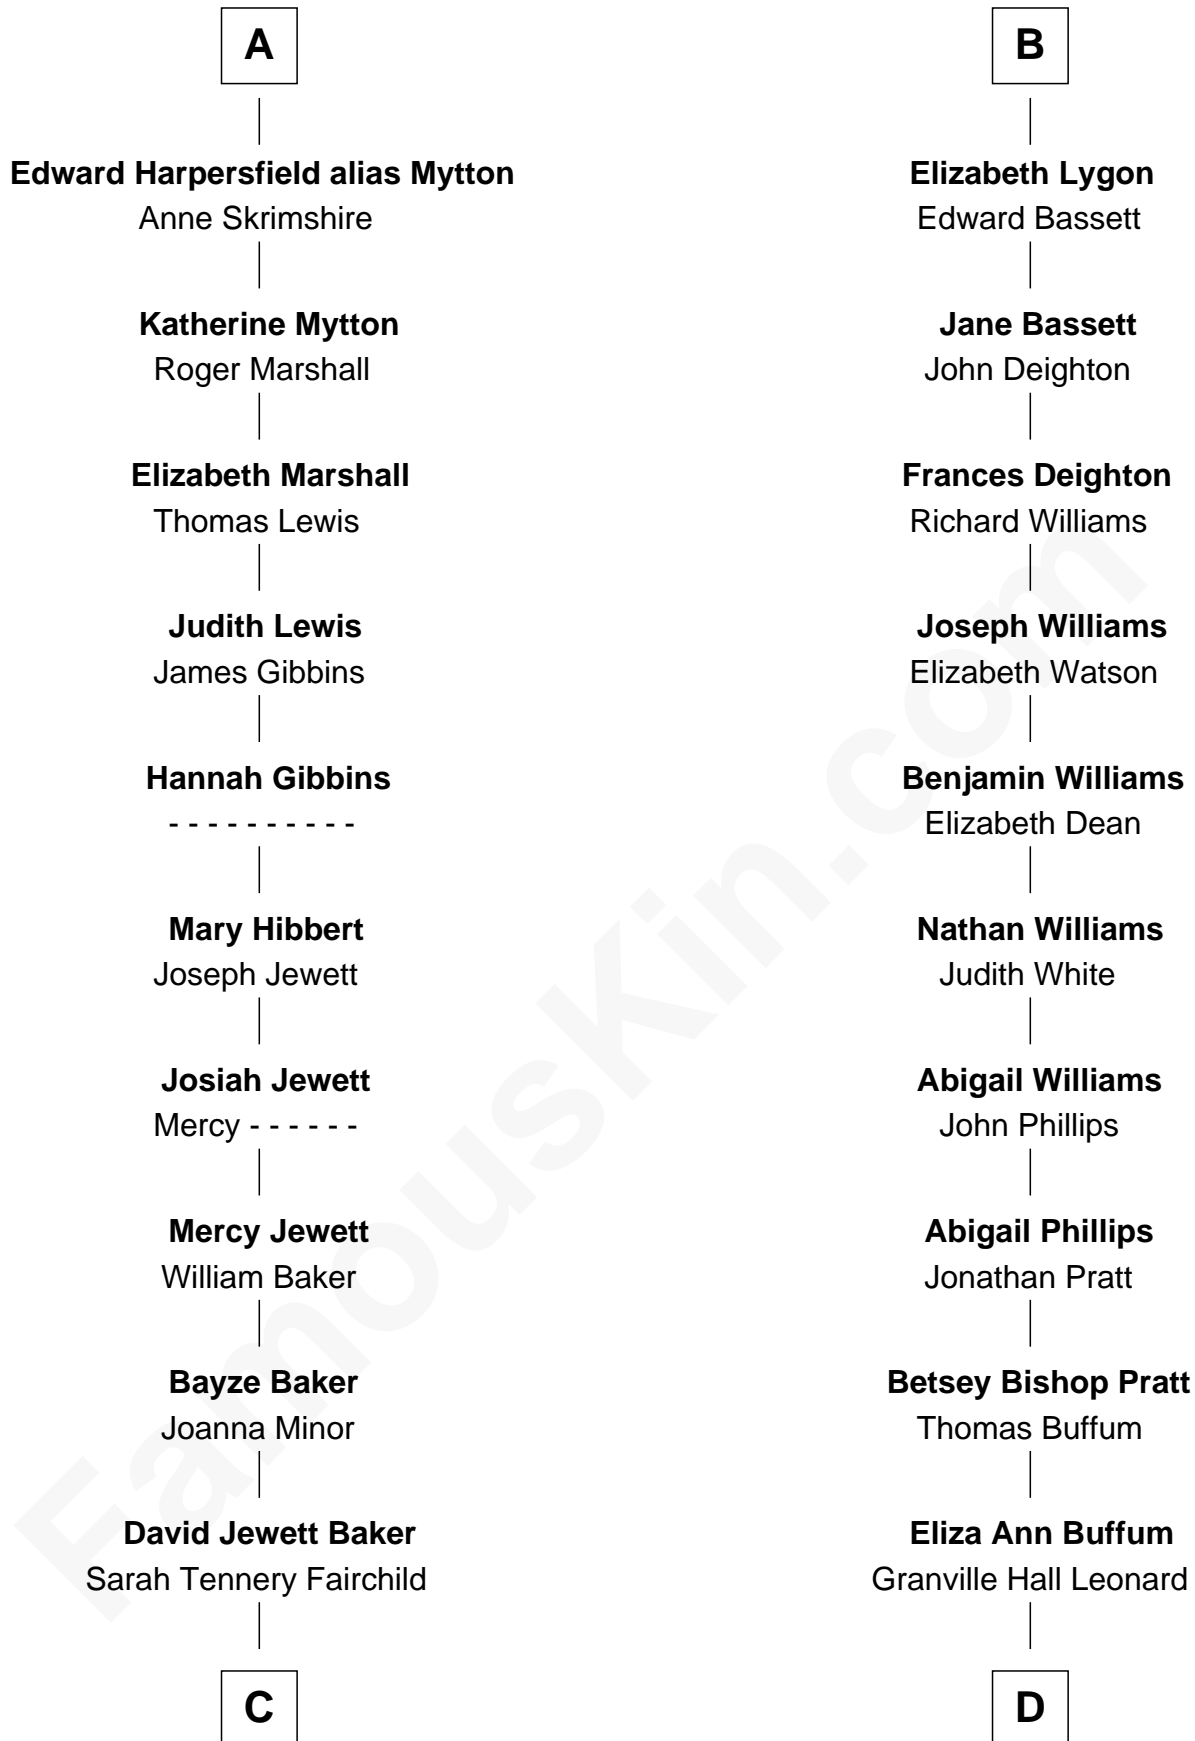 A
Edward Harpersfield alias Mytton
Anne Skrimshire
Katherine Mytton
Roger Marshall
Elizabeth Marshall
Thomas Lewis
Judith Lewis
James Gibbins
Hannah Gibbins
- - - - - - - - - -
Mary Hibbert
Joseph Jewett
Josiah Jewett
Mercy - - - - - -
Mercy Jewett
William Baker
Bayze Baker
Joanna Minor
David Jewett Baker
Sarah Tennery Fairchild
C
B
Elizabeth Lygon
Edward Bassett
Jane Bassett
John Deighton
Frances Deighton
Richard Williams
Joseph Williams
Elizabeth Watson
Benjamin Williams
Elizabeth Dean
Nathan Williams
Judith White
Abigail Williams
John Phillips
Abigail Phillips
Jonathan Pratt
Betsey Bishop Pratt
Thomas Buffum
Eliza Ann Buffum
Granville Hall Leonard
D
FamousKin.com